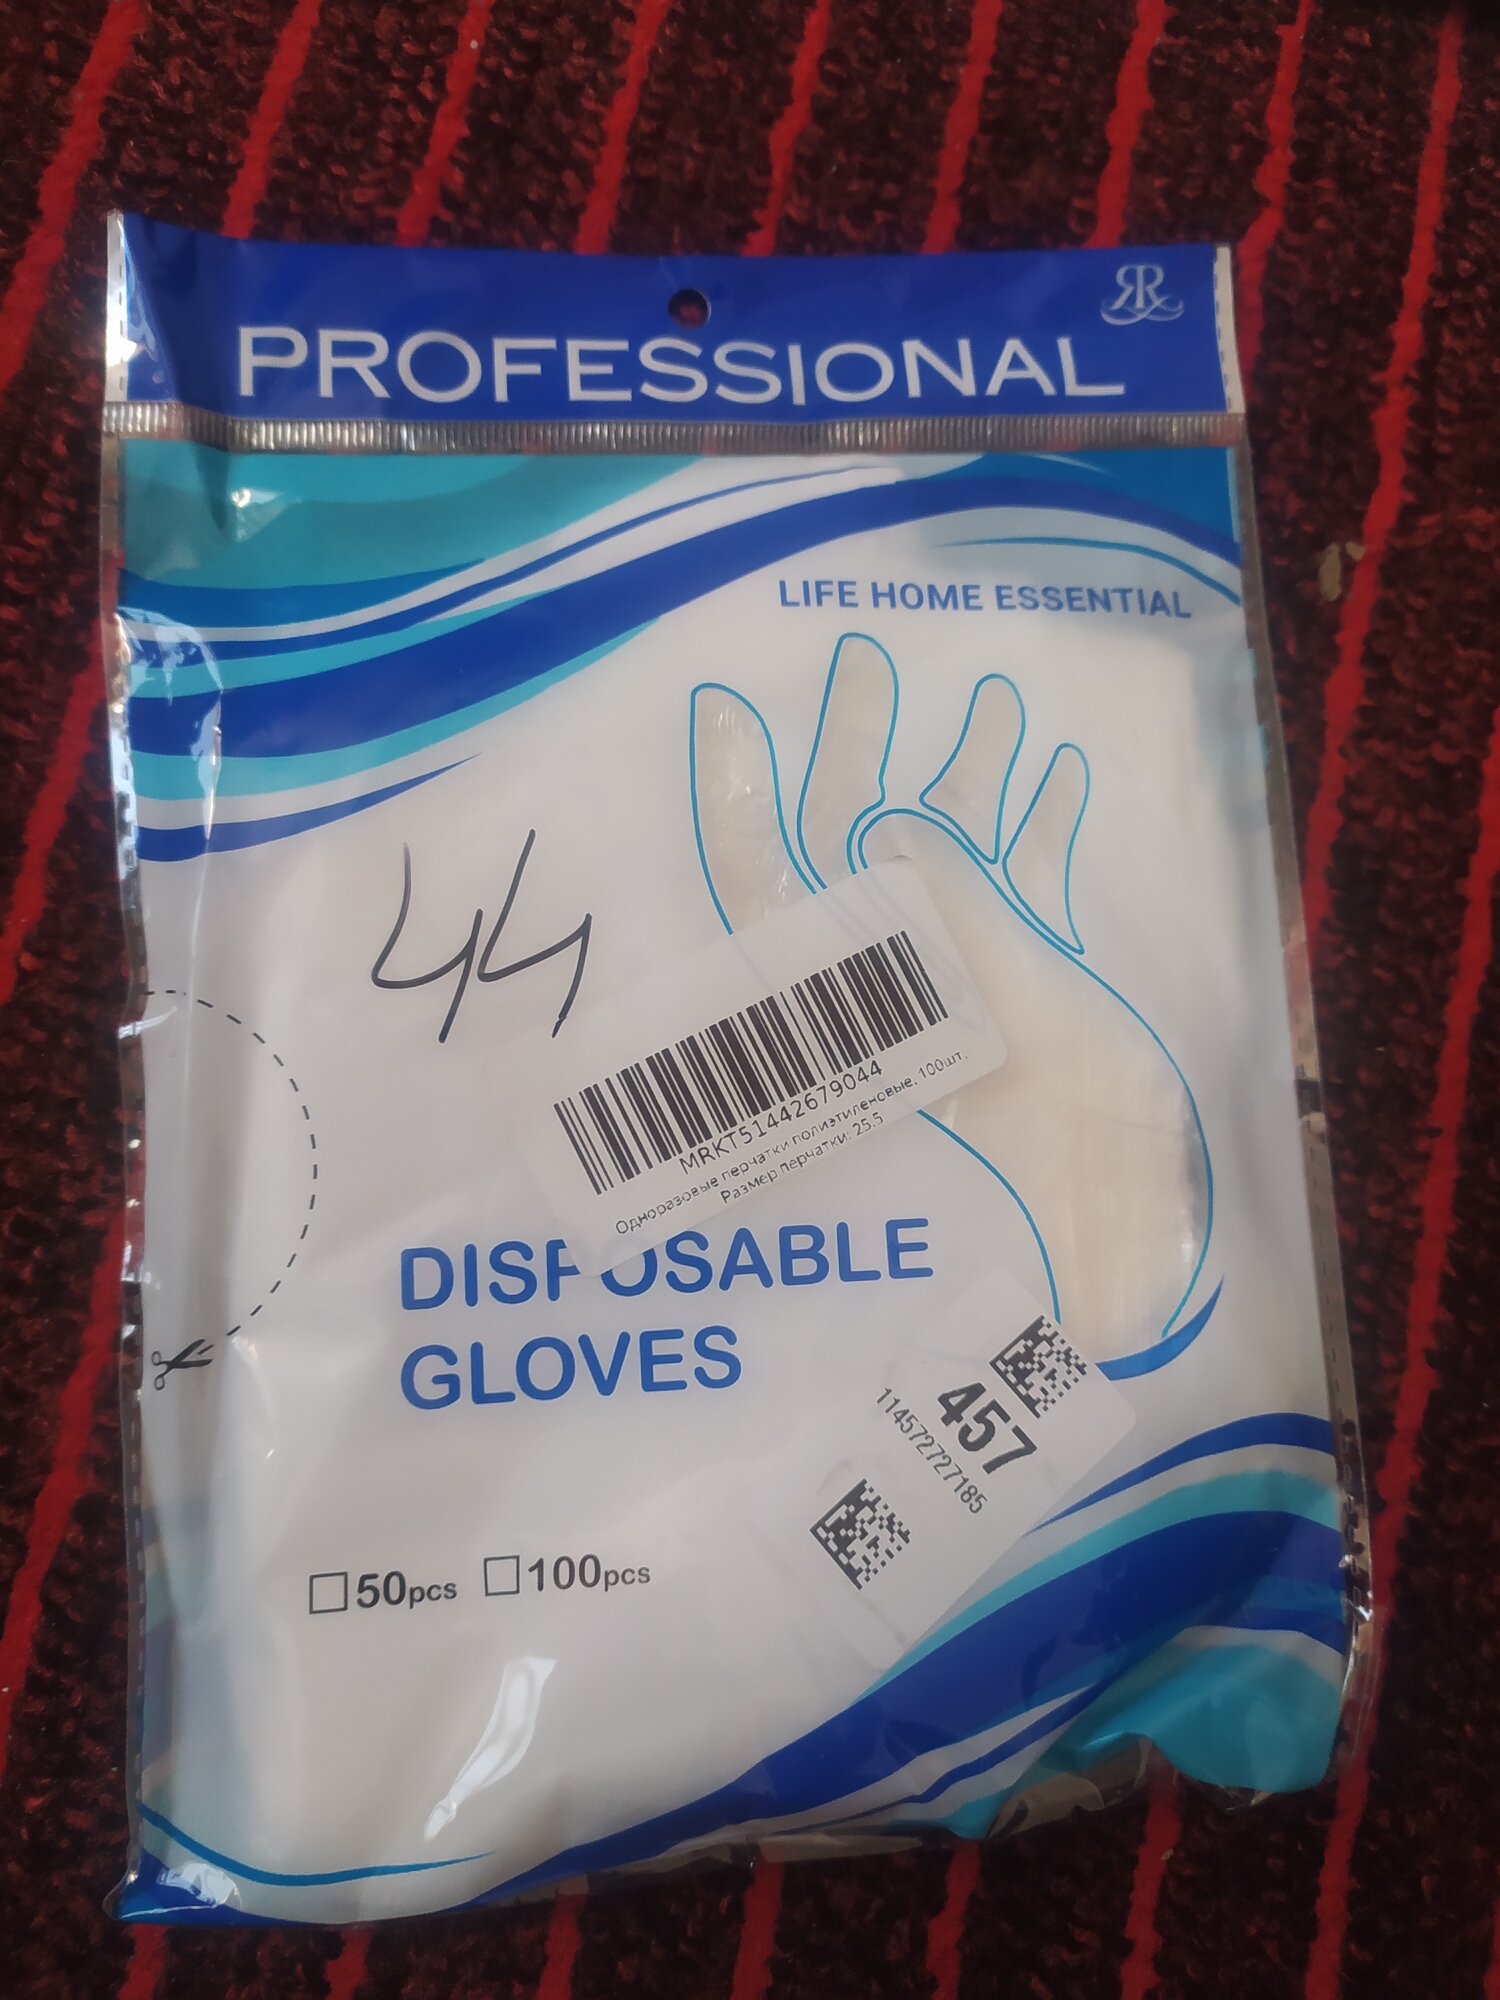 PROFESSIONAL
LIFE HOME ESSENTIAL
44
MRKT51442679044
Одноразовые перчатки полиэтиленовые, 100шт,
Размер перчатки: 25.5
DISPOSABLE
GLOVES
457
114572727185
50pcs 100pcs